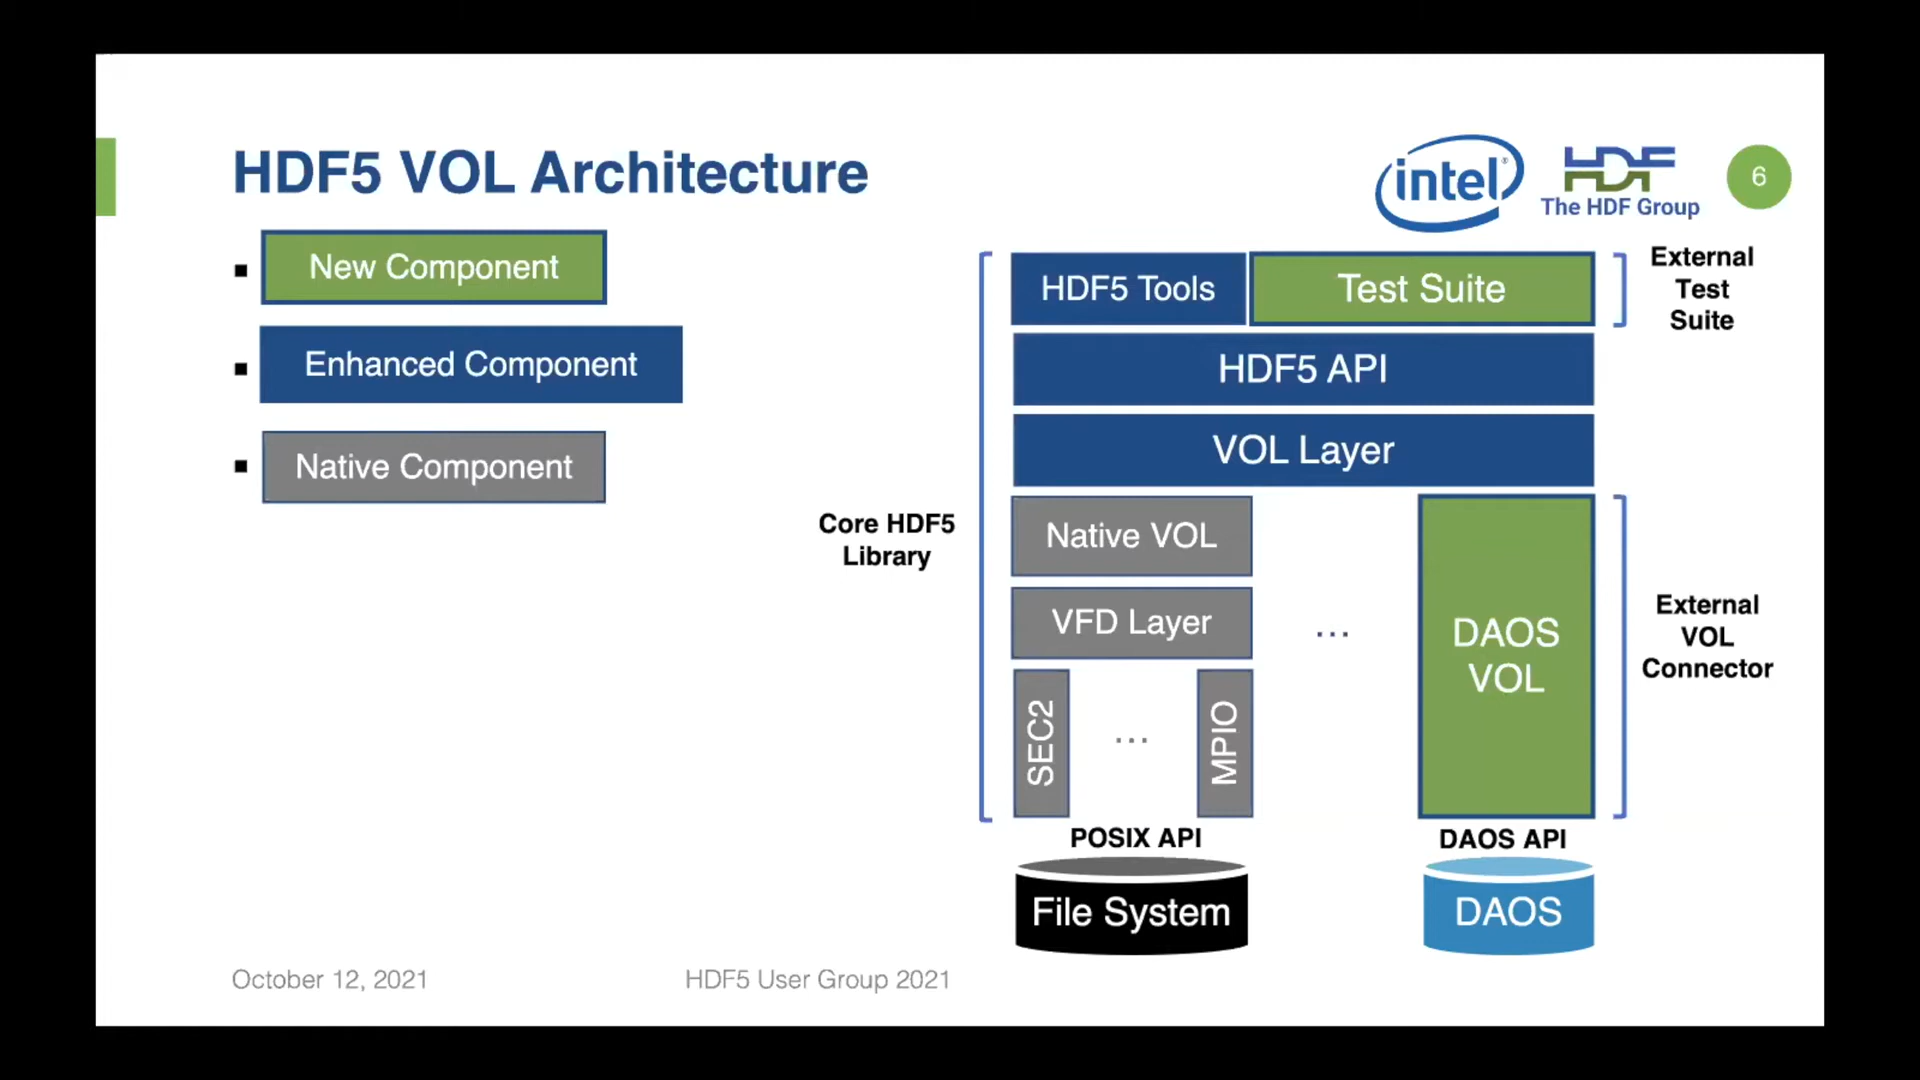 HDF5 VOL Architecture
intel®
HDF
The HDF Group
6
New Component
Enhanced Component
Native Component
HDF5 Tools
Test Suite
External
Test
Suite
HDF5 API
VOL Layer
Core HDF5
Library
Native VOL
VFD Layer
...
SEC2
...
MPIO
DAOS
VOL
External
VOL
Connector
POSIX API
DAOS API
File System
DAOS
October 12, 2021
HDF5 User Group 2021